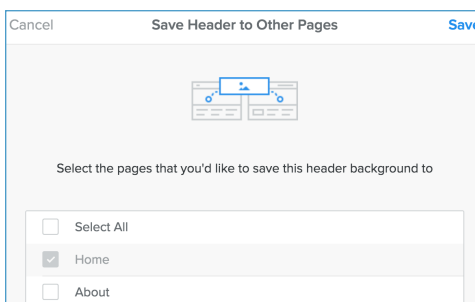 Cancel Save Header to Other Pages Save
Select the pages that you'd like to save this header background to
Select All
Home
About